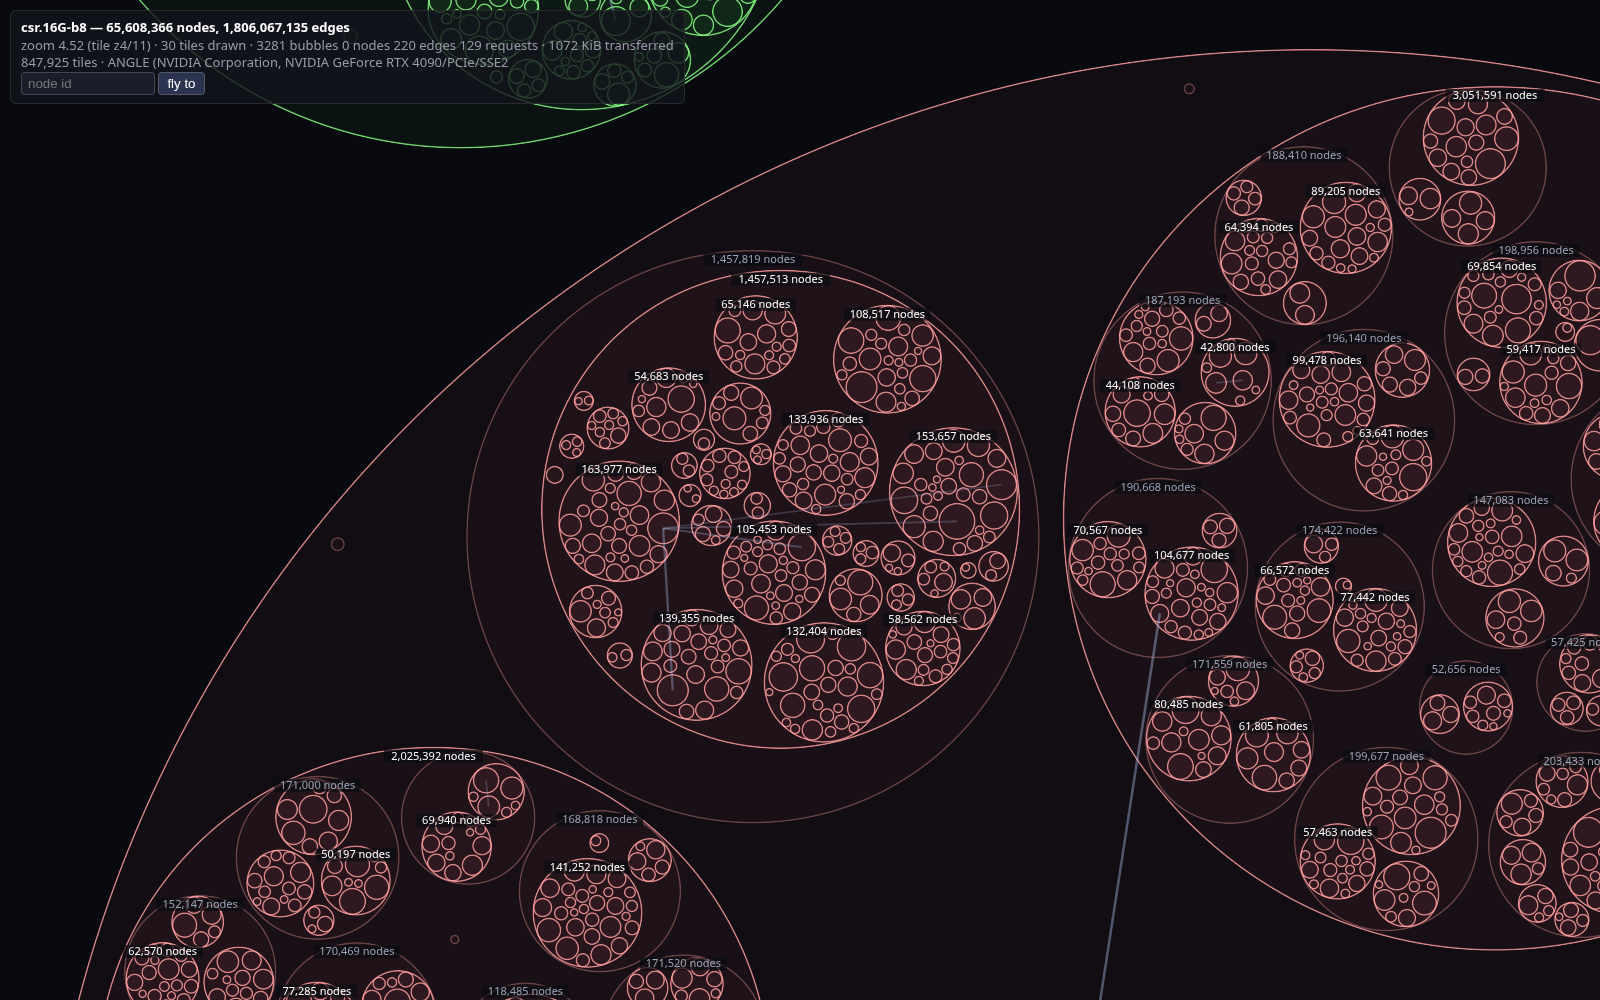 csr.16G-b8 — 65,608,366 nodes, 1,806,067,135 edges
zoom 4.52 (tile z4/11) · 30 tiles drawn · 3281 bubbles 0 nodes 220 edges 129 requests · 1072 KiB transferred
847,925 tiles · ANGLE (NVIDIA Corporation, NVIDIA GeForce RTX 4090/PCIe/SSE2
node id
fly to
3,051,591 nodes
188,410 nodes
89,205 nodes
64,394 nodes
198,956 nodes
69,854 nodes
1,457,819 nodes
1,457,513 nodes
65,146 nodes
108,517 nodes
187,193 nodes
196,140 nodes
42,800 nodes
59,417 nodes
99,478 nodes
54,683 nodes
44,108 nodes
133,936 nodes
153,657 nodes
63,641 nodes
163,977 nodes
190,668 nodes
147,083 nodes
105,453 nodes
70,567 nodes
174,422 nodes
104,677 nodes
66,572 nodes
77,442 nodes
139,355 nodes
132,404 nodes
58,562 nodes
57,425 no
171,559 nodes
52,656 nodes
80,485 nodes
61,805 nodes
2,025,392 nodes
199,677 nodes
203,433 no
171,000 nodes
69,940 nodes
168,818 nodes
57,463 nodes
50,197 nodes
141,252 nodes
152,147 nodes
62,570 nodes
170,469 nodes
171,520 nodes
77,285 nodes
118,485 nodes